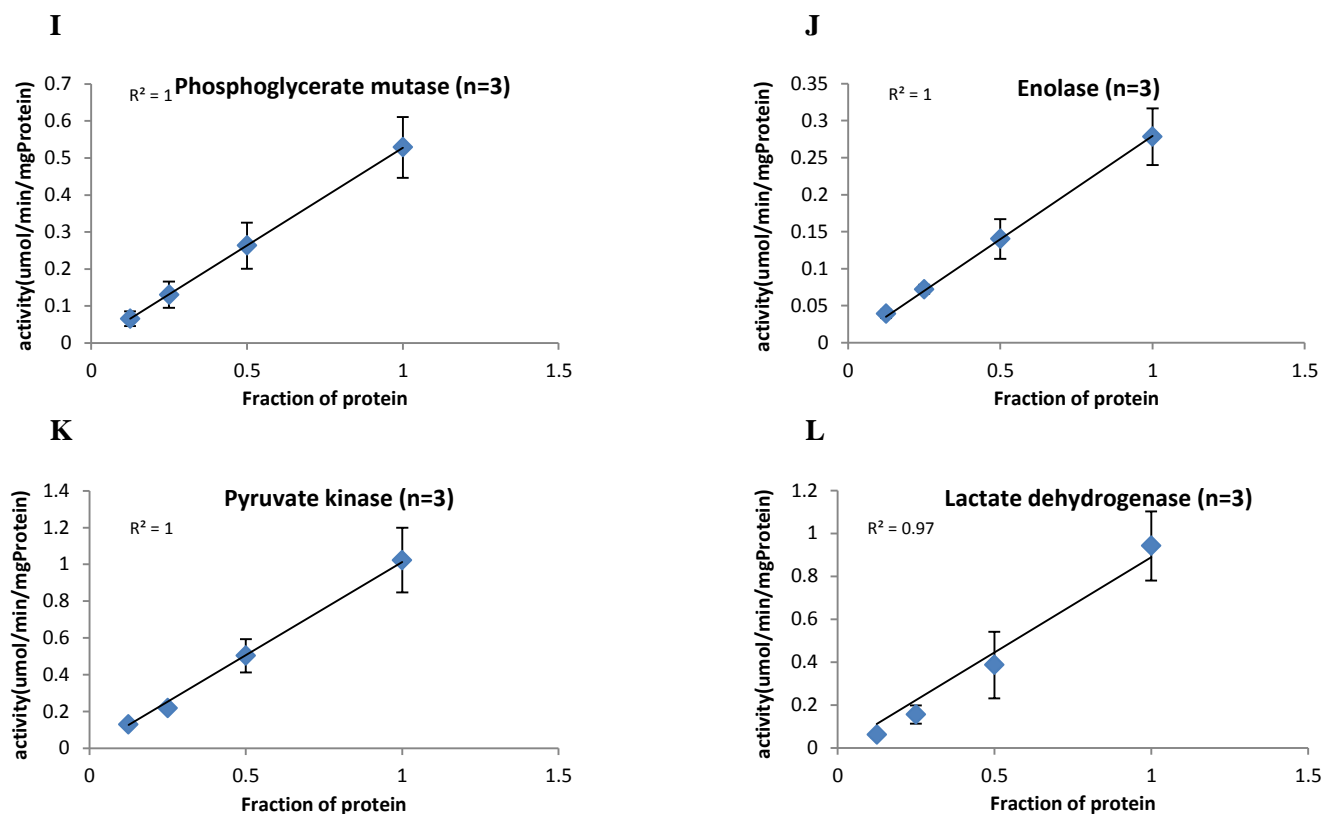 I
Phosphoglycerate mutase (n=3)
R² = 1
activity(umol/min/mgProtein)
0.7
0.6
0.5
0.4
0.3
0.2
0.1
0
0 0.5 1 1.5
Fraction of protein
J
Enolase (n=3)
R² = 1
activity(umol/min/mgProtein)
0.35
0.3
0.25
0.2
0.15
0.1
0.05
0
0 0.5 1 1.5
Fraction of protein
K
Pyruvate kinase (n=3)
R² = 1
activity(umol/min/mgProtein)
1.4
1.2
1
0.8
0.6
0.4
0.2
0
0 0.5 1 1.5
Fraction of protein
L
Lactate dehydrogenase (n=3)
R² = 0.97
activity(umol/min/mgProtein)
1.2
1
0.8
0.6
0.4
0.2
0
0 0.5 1 1.5
Fraction of protein